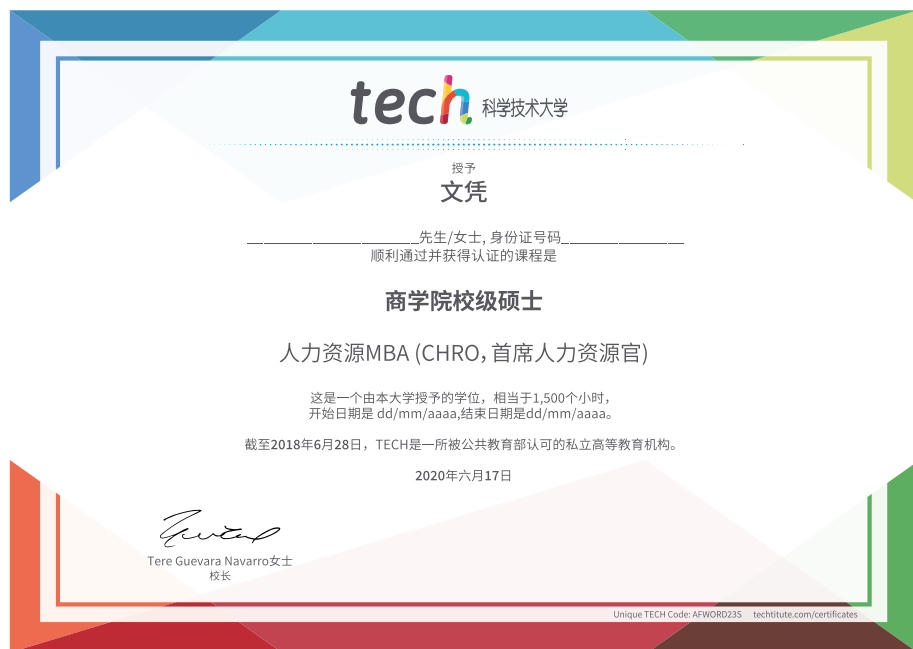 tech 科学技术大学
授予
文凭
_____________________先生/女士, 身份证号码_______________
顺利通过并获得认证的课程是
商学院校级硕士
人力资源MBA (CHRO，首席人力资源官)
这是一个由本大学授予的学位，相当于1,500个小时，
开始日期是 dd/mm/aaaa,结束日期是dd/mm/aaaa。
截至2018年6月28日，TECH是一所被公共教育部认可的私立高等教育机构。
2020年六月17日
Tere Guevara Navarro女士
校长
Unique TECH Code: AFWORD23S techtitute.com/certificates